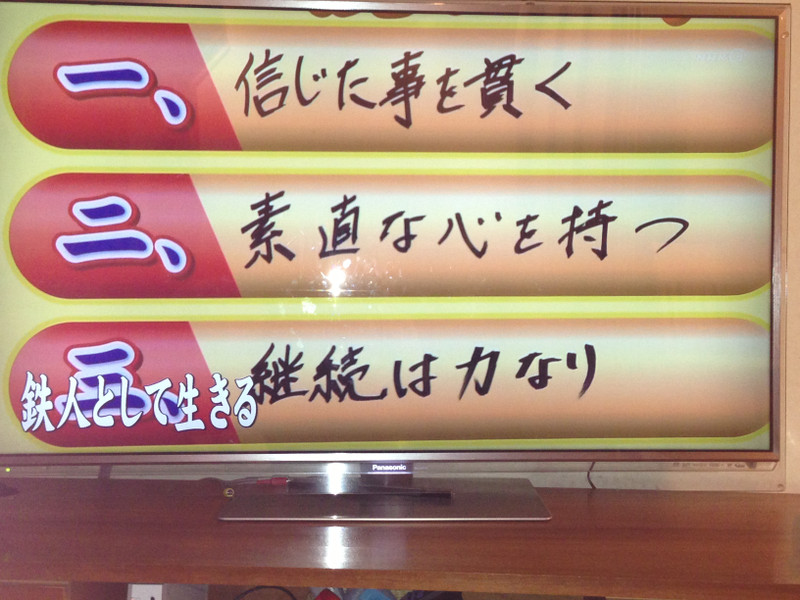 一、信じた事を貫く
二、素直な心を持つ
三、継続は力なり
鉄人として生きる
Panasonic